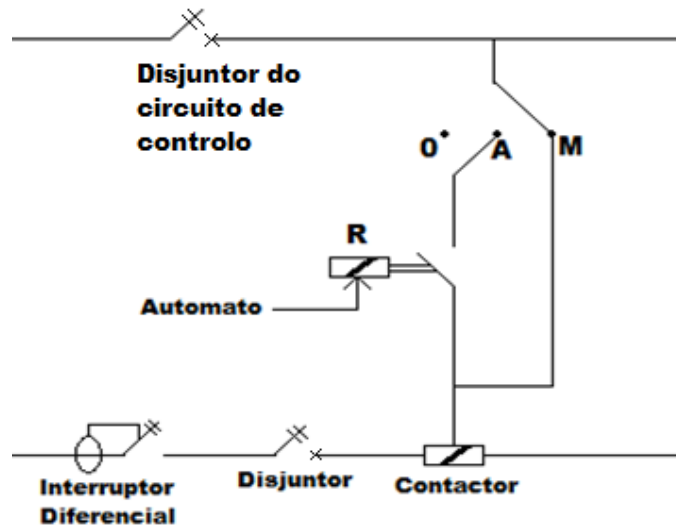 Disjuntor do
circuito de
controlo
0 A M
R
Automato
Interruptor
Diferencial
Disjuntor
Contactor